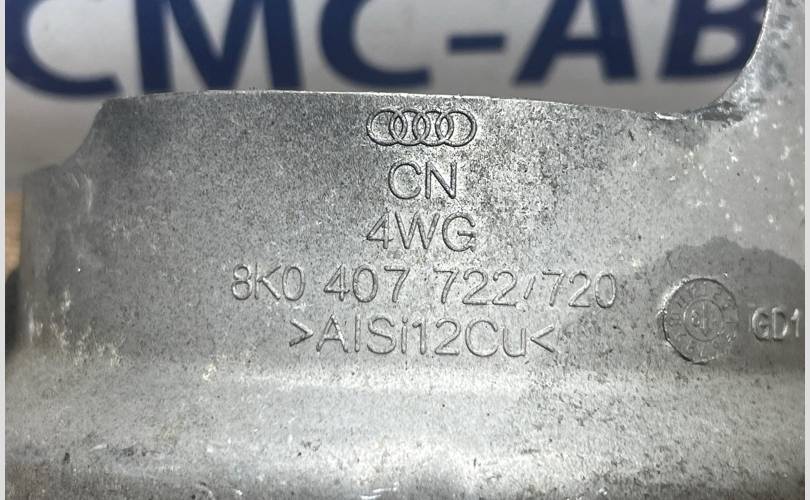 CMC-AB
CN
4WG
8K0 407 722/720
>AlSi12Cu<
GD1